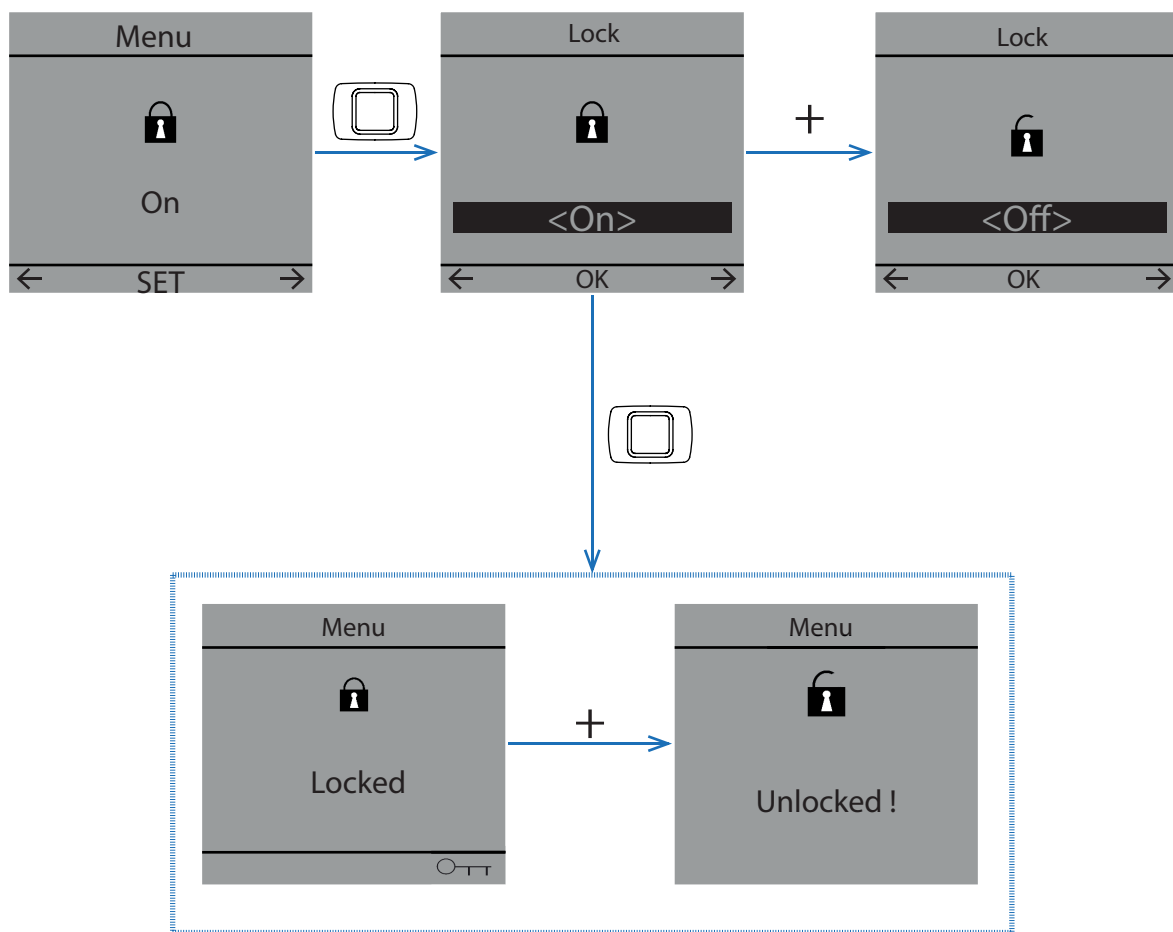 Menu
On
← SET →
Lock
<On>
← OK →
+
Lock
<Off>
← OK →
Menu
Locked
+
Menu
Unlocked !